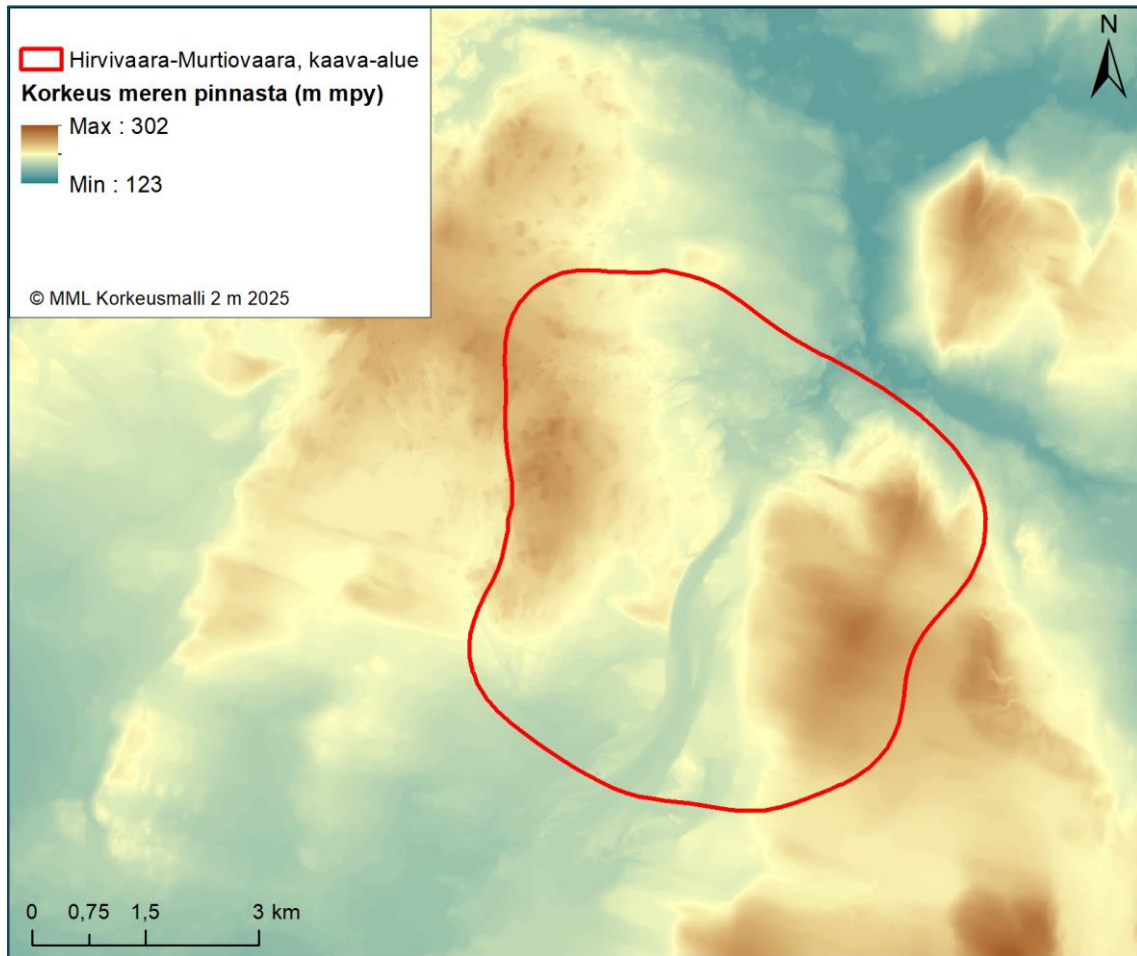 Hirvivaara-Murtiovaara, kaava-alue
Korkeus meren pinnasta (m mpy)
Max : 302
Min : 123
© MML Korkeusmalli 2 m 2025
N
0 0,75 1,5 3 km